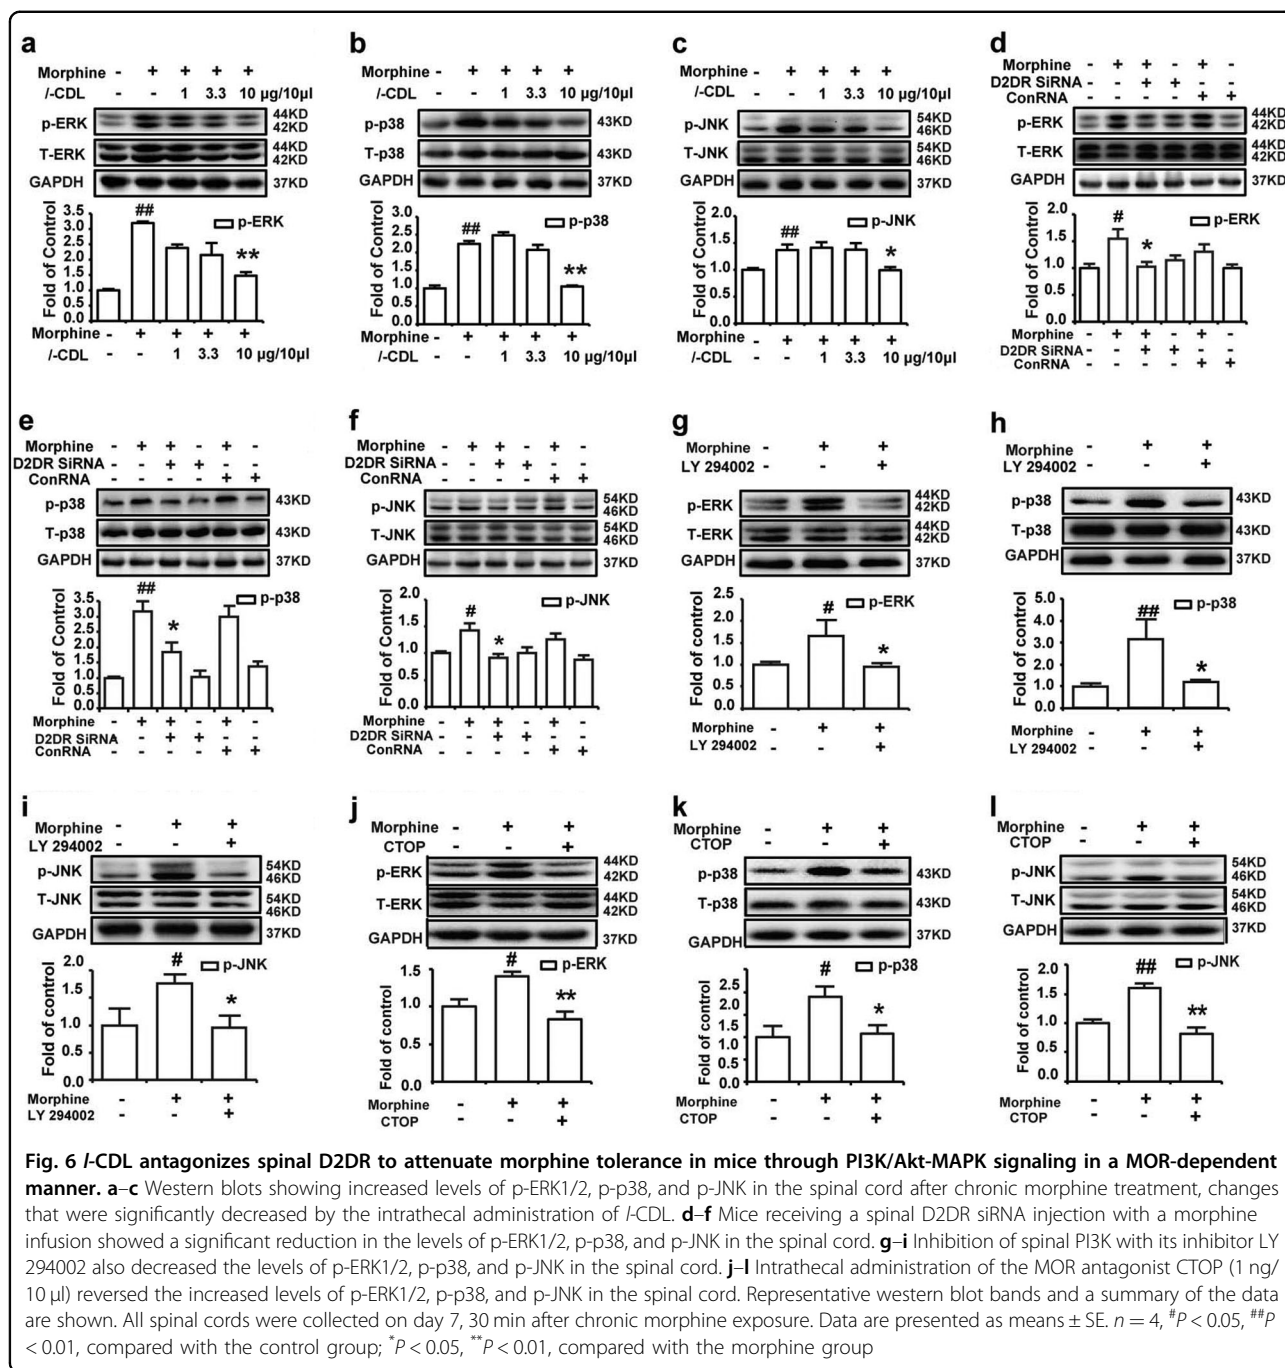 a
Morphine - + + + +
l-CDL - - 1 3.3 10 µg/10µl
p-ERK 44KD
42KD
T-ERK 44KD
42KD
GAPDH 37KD
Fold of Control
3.5
3.0
2.5
2.0
1.5
1.0
0.5
0.0
## **
p-ERK
Morphine - + + + +
l-CDL - - 1 3.3 10 µg/10µl
b
Morphine - + + + +
l-CDL - - 1 3.3 10 µg/10µl
p-p38 43KD
T-p38 43KD
GAPDH 37KD
Fold of Control
3.0
2.5
2.0
1.5
1.0
0.5
0.0
## **
p-p38
Morphine - + + + +
l-CDL - - 1 3.3 10 µg/10µl
c
Morphine - + + + +
l-CDL - - 1 3.3 10 µg/10µl
p-JNK 54KD
46KD
T-JNK 54KD
46KD
GAPDH 37KD
Fold of Control
2.5
2.0
1.5
1.0
0.5
0.0
## *
p-JNK
Morphine - + + + +
l-CDL - - 1 3.3 10 µg/10µl
d
Morphine - + + - + -
D2DR SiRNA - - + + - -
ConRNA - - - - + +
p-ERK 44KD
42KD
T-ERK 44KD
42KD
GAPDH 37KD
Fold of Control
2.0
1.5
1.0
0.5
0.0
# *
p-ERK
Morphine - + + - + -
D2DR SiRNA - - + + - -
ConRNA - - - - + +
e
Morphine - + + - + -
D2DR SiRNA - - + + - -
ConRNA - - - - + +
p-p38 43KD
T-p38 43KD
GAPDH 37KD
Fold of Control
3.5
3.0
2.5
2.0
1.5
1.0
0.5
0.0
## *
p-p38
Morphine - + + - + -
D2DR SiRNA - - + + - -
ConRNA - - - - + +
f
Morphine - + + - + -
D2DR SiRNA - - + + - -
ConRNA - - - - + +
p-JNK 54KD
46KD
T-JNK 54KD
46KD
GAPDH 37KD
Fold of Control
2.0
1.5
1.0
0.5
0.0
# *
p-JNK
Morphine - + + - + -
D2DR SiRNA - - + + - -
ConRNA - - - - + +
g
Morphine - + +
LY 294002 - - +
p-ERK 44KD
42KD
T-ERK 44KD
42KD
GAPDH 37KD
Fold of control
2.5
2.0
1.5
1.0
0.5
0.0
# *
p-ERK
Morphine - + +
LY 294002 - - +
h
Morphine - + +
LY 294002 - - +
p-p38 43KD
T-p38 43KD
GAPDH 37KD
Fold of control
5.0
4.0
3.0
2.0
1.0
0.0
## *
p-p38
Morphine - + +
LY 294002 - - +
i
Morphine - + +
LY 294002 - - +
p-JNK 54KD
46KD
T-JNK 54KD
46KD
GAPDH 37KD
Fold of control
2.0
1.5
1.0
0.5
0.0
# *
p-JNK
Morphine - + +
LY 294002 - - +
j
Morphine - + +
CTOP - - +
p-ERK 44KD
42KD
T-ERK 44KD
42KD
GAPDH 37KD
Fold of control
1.5
1.0
0.5
0.0
# **
p-ERK
Morphine - + +
CTOP - - +
k
Morphine - + +
CTOP - - +
p-p38 43KD
T-p38 43KD
GAPDH 37KD
Fold of control
3.0
2.5
2.0
1.5
1.0
0.5
0.0
# *
p-p38
Morphine - + +
CTOP - - +
l
Morphine - + +
CTOP - - +
p-JNK 54KD
46KD
T-JNK 54KD
46KD
GAPDH 37KD
Fold of control
2.0
1.5
1.0
0.5
0.0
## **
p-JNK
Morphine - + +
CTOP - - +
Fig. 6 l-CDL antagonizes spinal D2DR to attenuate morphine tolerance in mice through PI3K/Akt-MAPK signaling in a MOR-dependent
manner. a–c Western blots showing increased levels of p-ERK1/2, p-p38, and p-JNK in the spinal cord after chronic morphine treatment, changes
that were significantly decreased by the intrathecal administration of l-CDL. d–f Mice receiving a spinal D2DR siRNA injection with a morphine
infusion showed a significant reduction in the levels of p-ERK1/2, p-p38, and p-JNK in the spinal cord. g–i Inhibition of spinal PI3K with its inhibitor LY
294002 also decreased the levels of p-ERK1/2, p-p38, and p-JNK in the spinal cord. j–l Intrathecal administration of the MOR antagonist CTOP (1 ng/
10 µl) reversed the increased levels of p-ERK1/2, p-p38, and p-JNK in the spinal cord. Representative western blot bands and a summary of the data
are shown. All spinal cords were collected on day 7, 30 min after chronic morphine exposure. Data are presented as means ± SE. n = 4, #P < 0.05, ##P
< 0.01, compared with the control group; *P < 0.05, **P < 0.01, compared with the morphine group